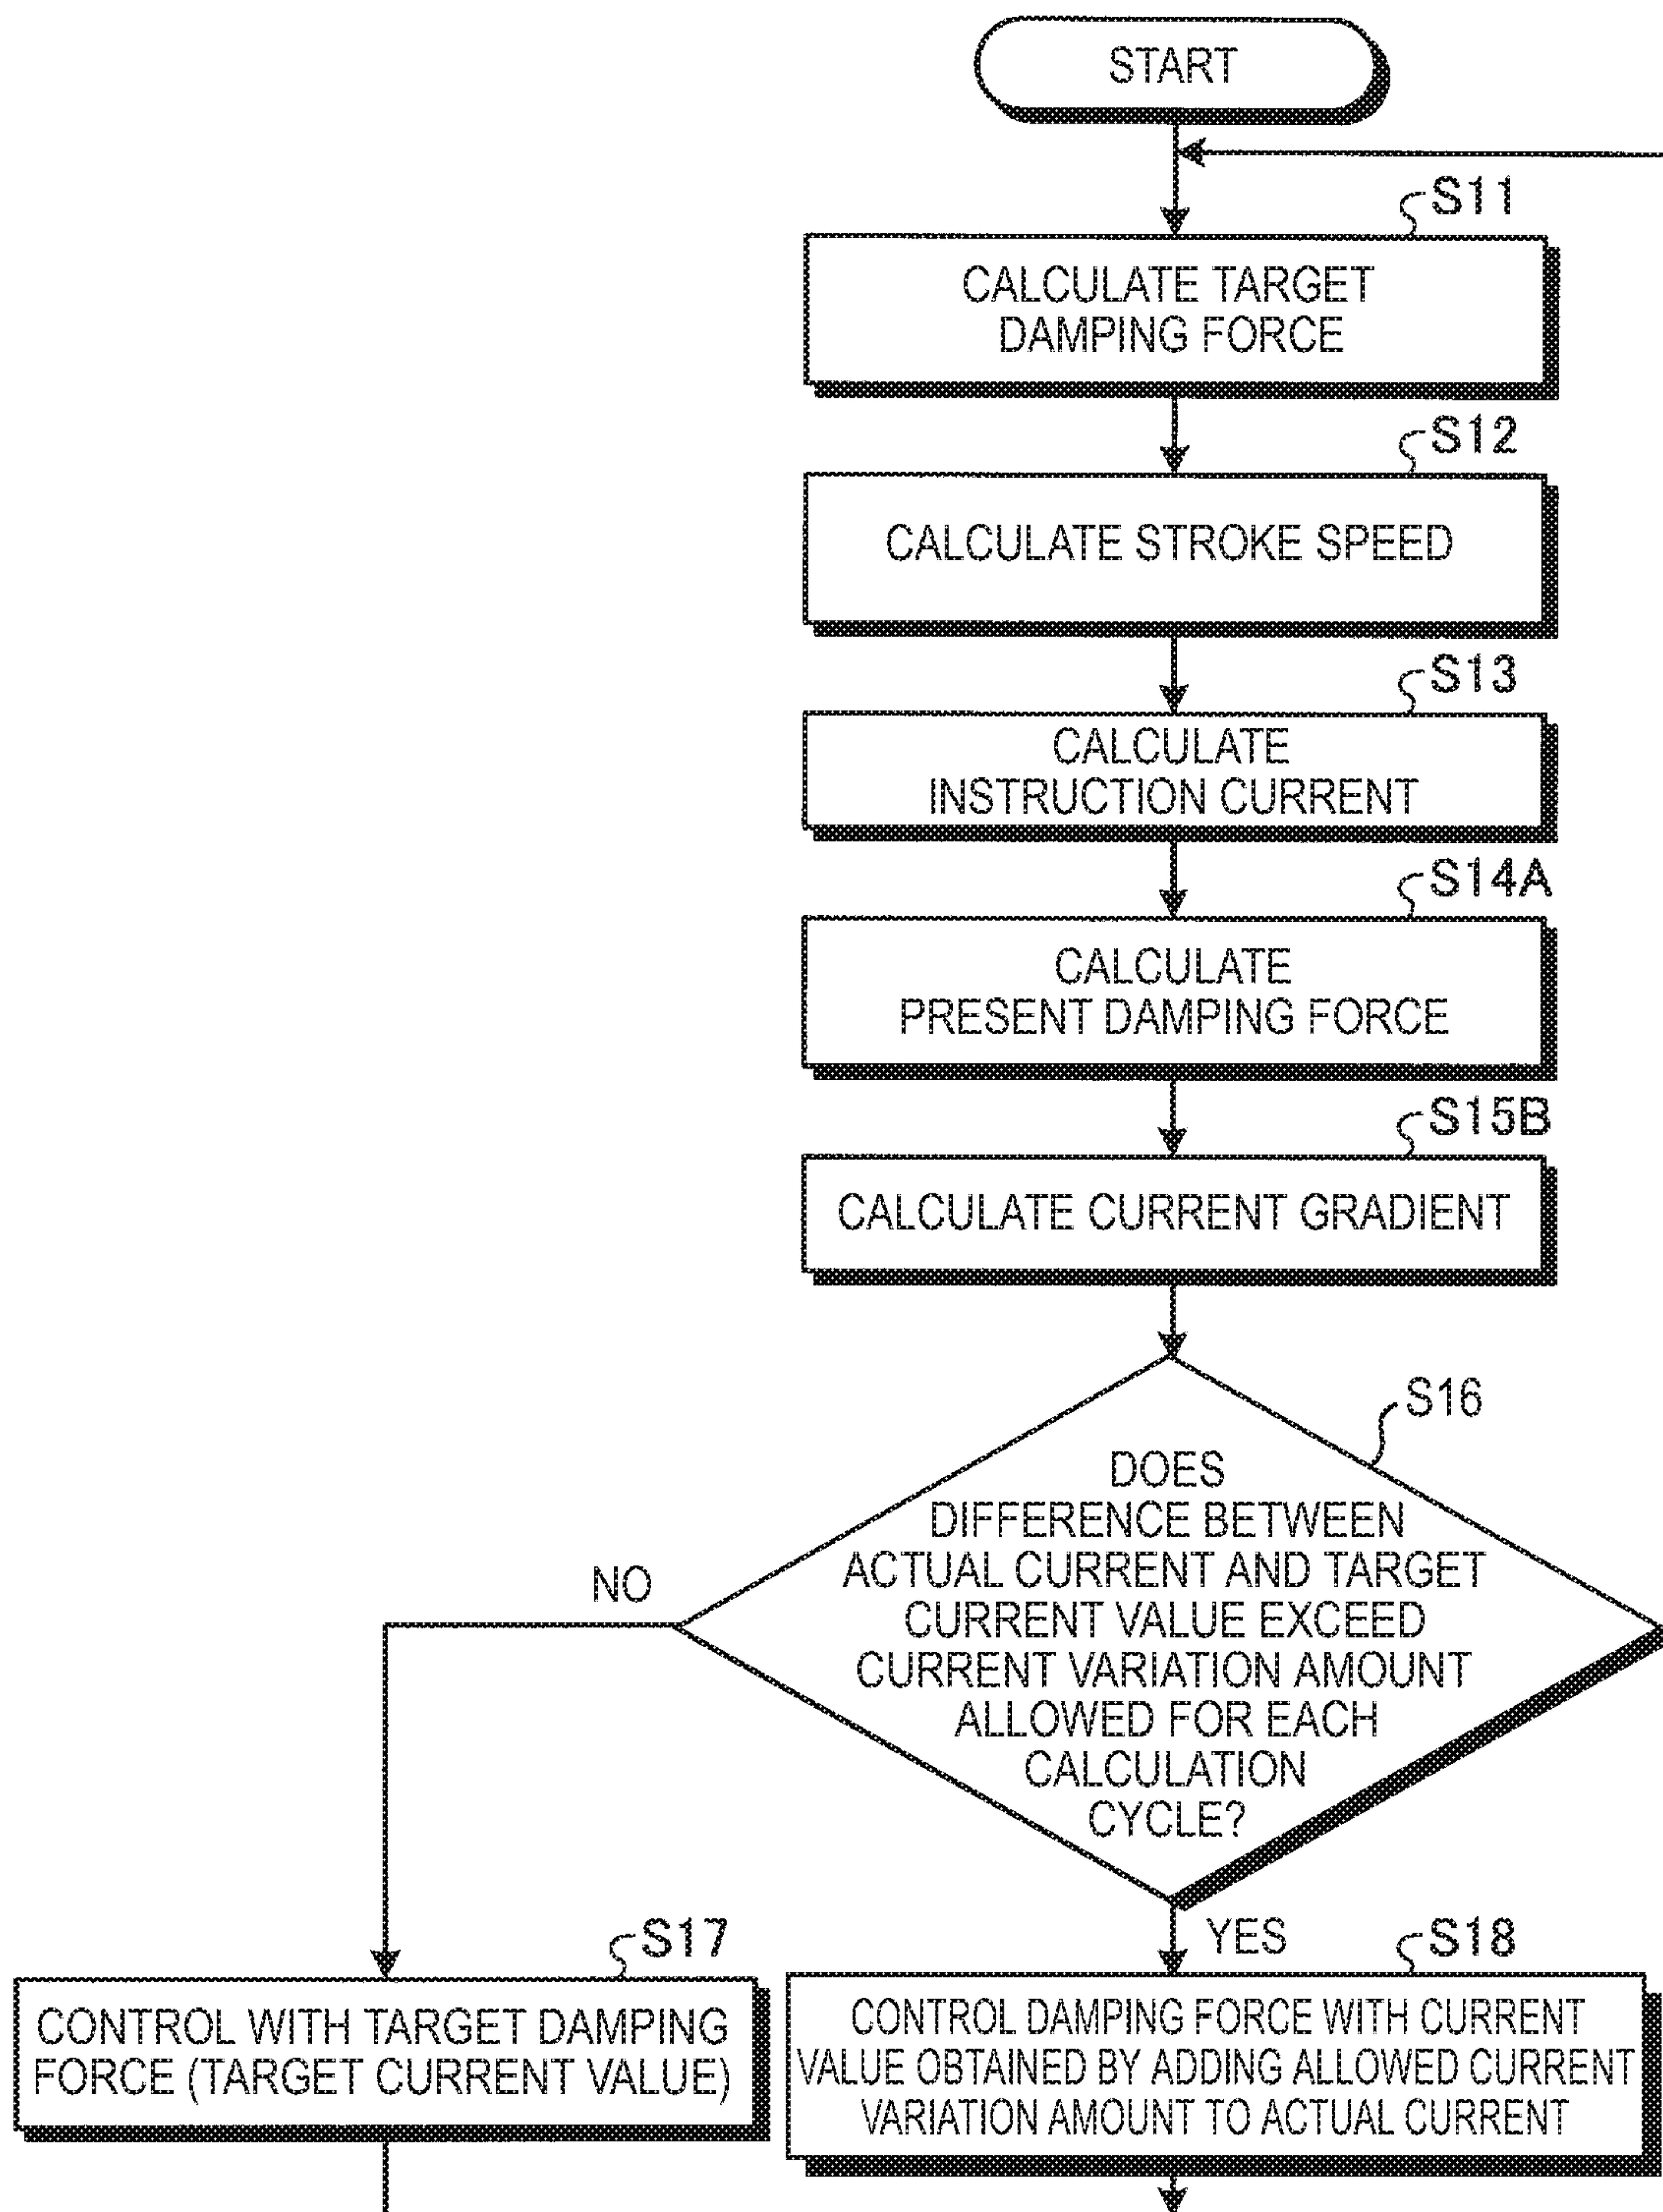 START
S11
CALCULATE TARGET
DAMPING FORCE
S12
CALCULATE STROKE SPEED
S13
CALCULATE
INSTRUCTION CURRENT
S14A
CALCULATE
PRESENT DAMPING FORCE
S15B
CALCULATE CURRENT GRADIENT
S16
DOES
DIFFERENCE BETWEEN
ACTUAL CURRENT AND TARGET
CURRENT VALUE EXCEED
CURRENT VARIATION AMOUNT
ALLOWED FOR EACH
CALCULATION
CYCLE?
NO
YES
S17
CONTROL WITH TARGET DAMPING
FORCE (TARGET CURRENT VALUE)
S18
CONTROL DAMPING FORCE WITH CURRENT
VALUE OBTAINED BY ADDING ALLOWED CURRENT
VARIATION AMOUNT TO ACTUAL CURRENT